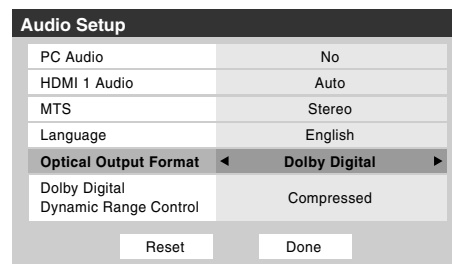 Audio Setup
PC Audio No
HDMI 1 Audio Auto
MTS Stereo
Language English
Optical Output Format Dolby Digital
Dolby Digital
Dynamic Range Control Compressed
Reset Done